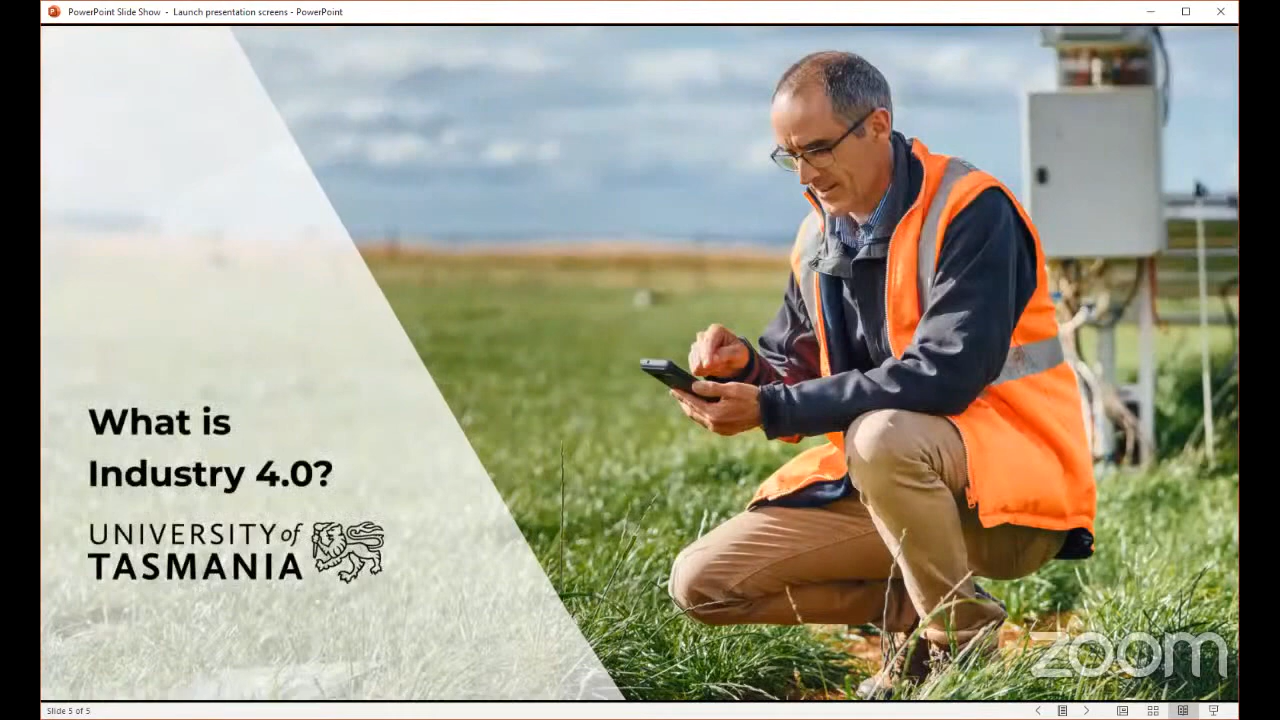 PowerPoint Slide Show - Launch presentation screens - PowerPoint
What is
Industry 4.0?
UNIVERSITY of
TASMANIA
zoom
Slide 5 of 5